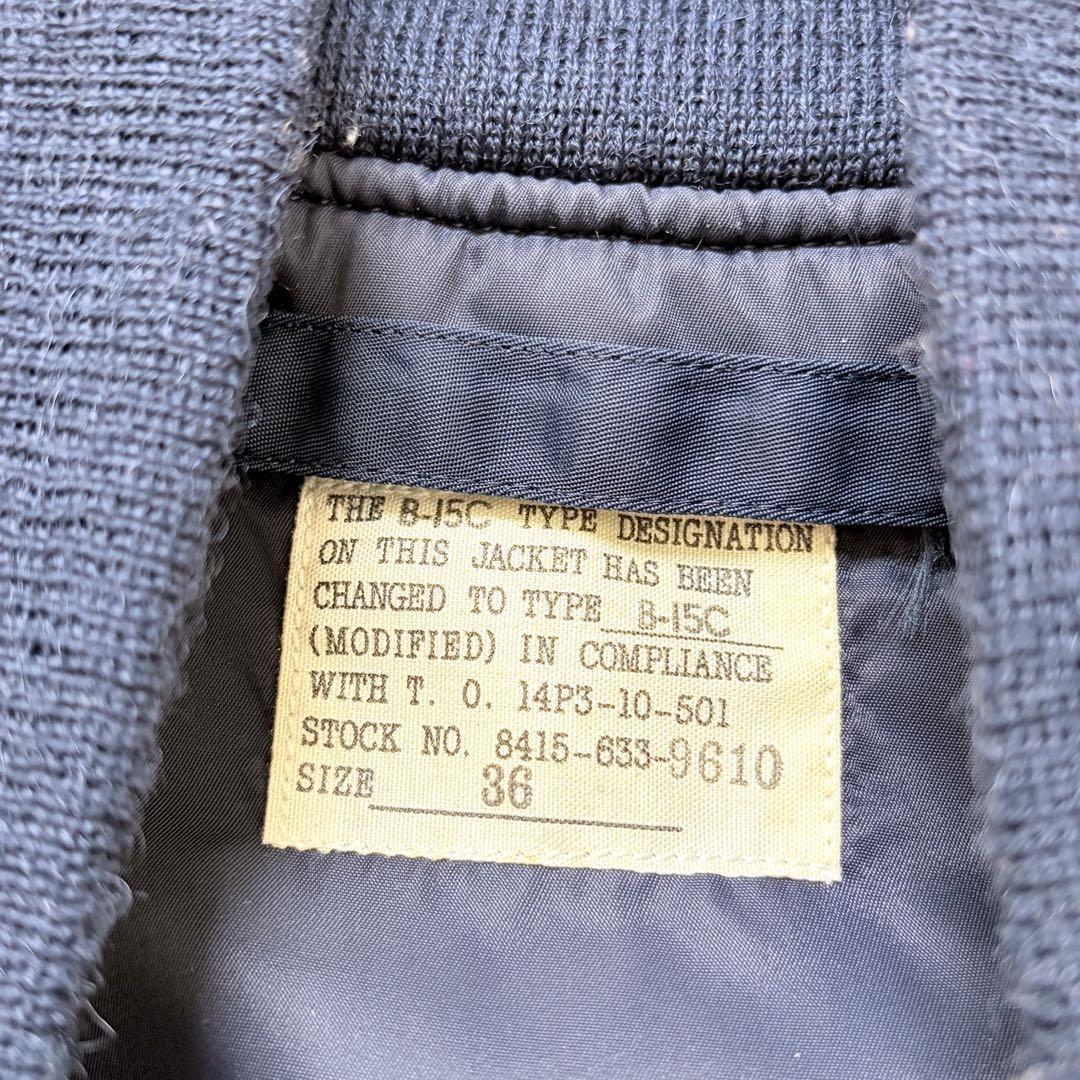 THE B-15C TYPE DESIGNATION
ON THIS JACKET HAS BEEN
CHANGED TO TYPE B-15C
(MODIFIED) IN COMPLIANCE
WITH T. O. 14P3-10-501
STOCK NO. 8415-633-9610
SIZE 36